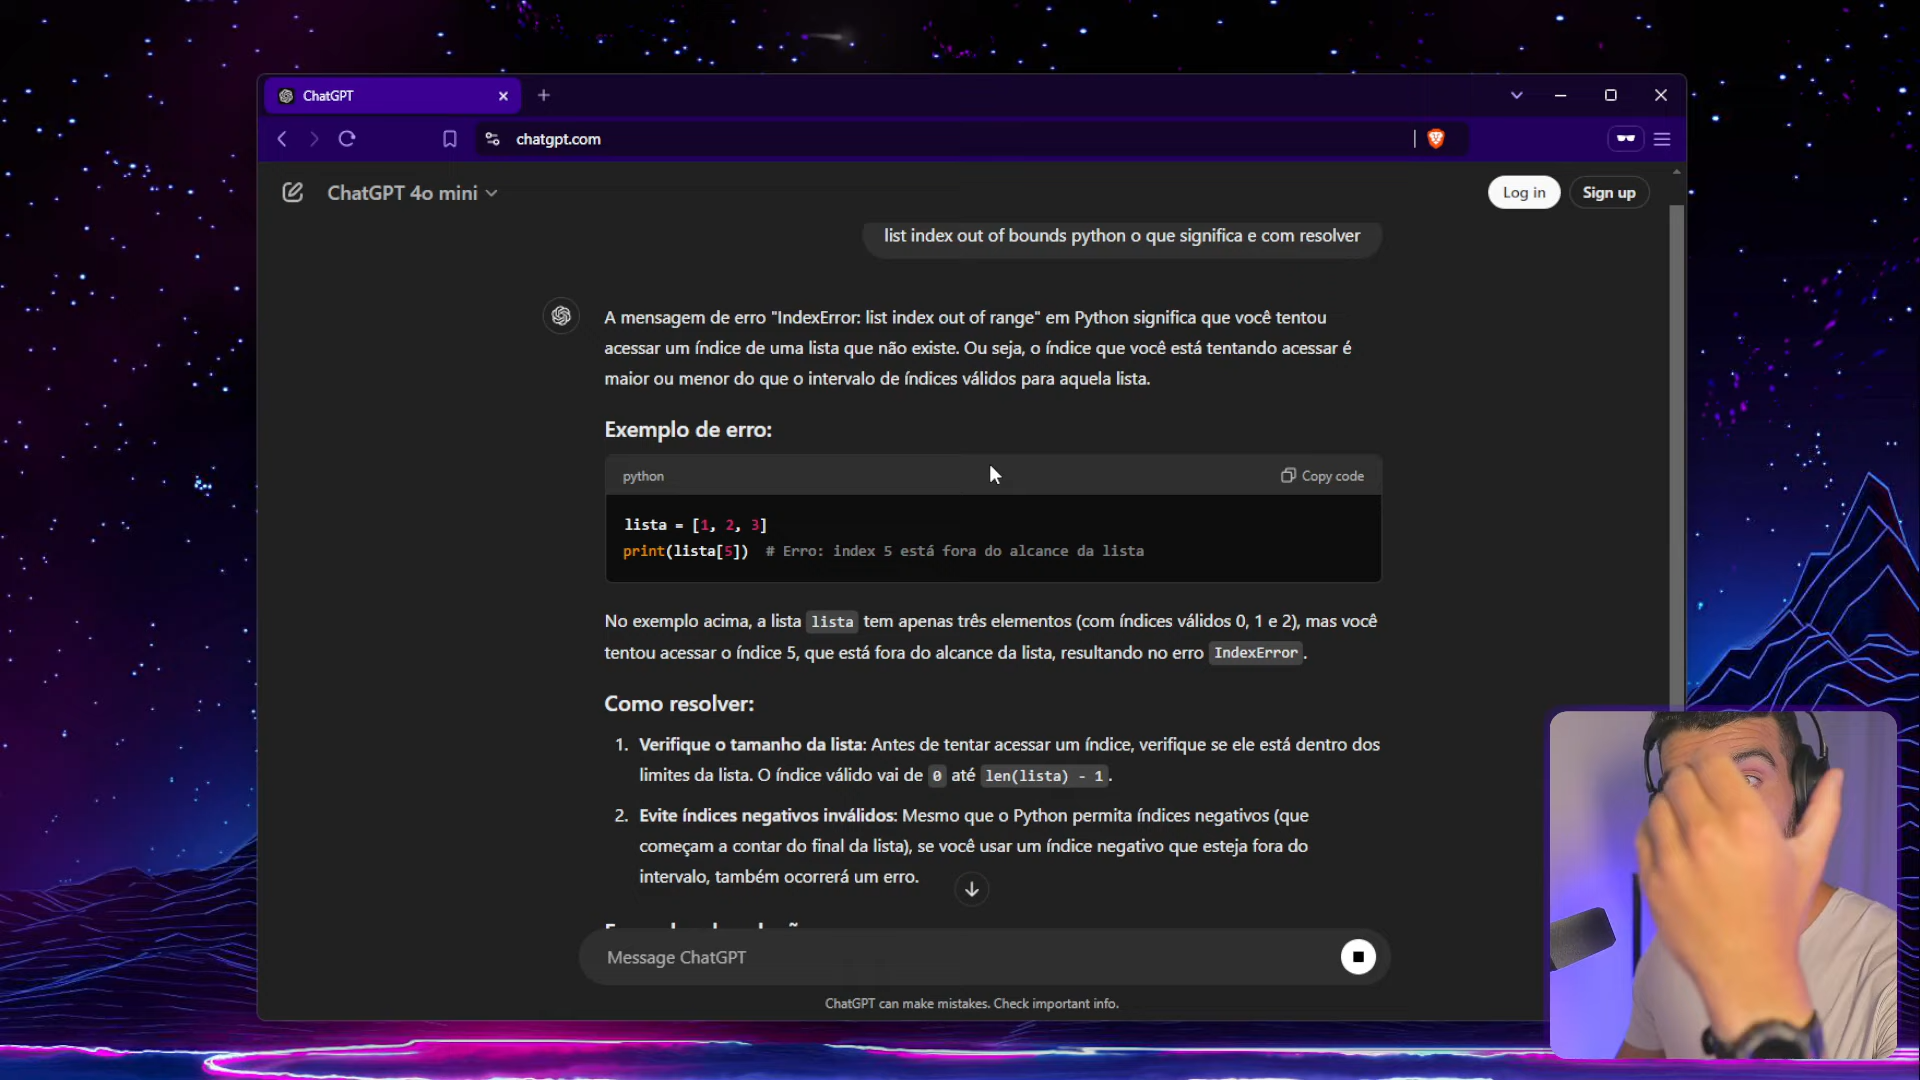 ChatGPT
chatgpt.com
ChatGPT 4o mini
Log in
Sign up
list index out of bounds python o que significa e com resolver
A mensagem de erro "IndexError: list index out of range" em Python significa que você tentou
acessar um índice de uma lista que não existe. Ou seja, o índice que você está tentando acessar é
maior ou menor do que o intervalo de índices válidos para aquela lista.
Exemplo de erro:
python
Copy code
lista = [1, 2, 3]
print(lista[5])  # Erro: index 5 está fora do alcance da lista
No exemplo acima, a lista lista tem apenas três elementos (com índices válidos 0, 1 e 2), mas você
tentou acessar o índice 5, que está fora do alcance da lista, resultando no erro IndexError.
Como resolver:
1. Verifique o tamanho da lista: Antes de tentar acessar um índice, verifique se ele está dentro dos
limites da lista. O índice válido vai de 0 até len(lista) - 1.
2. Evite índices negativos inválidos: Mesmo que o Python permita índices negativos (que
começam a contar do final da lista), se você usar um índice negativo que esteja fora do
intervalo, também ocorrerá um erro.
Message ChatGPT
ChatGPT can make mistakes. Check important info.